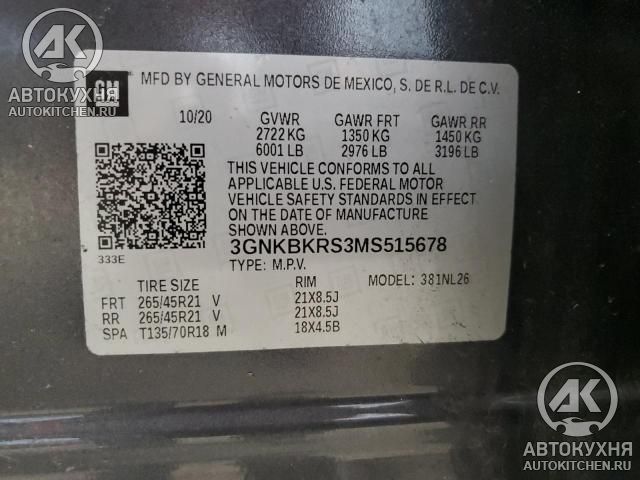 АВТОКУХНЯ
AUTOKITCHEN.RU
АВТОКУХНЯ
AUTOKITCHEN.RU
GM
MFD BY GENERAL MOTORS DE MEXICO, S. DE R.L. DE C.V.
10/20 GVWR GAWR FRT GAWR RR
2722 KG 1350 KG 1450 KG
6001 LB 2976 LB 3196 LB
THIS VEHICLE CONFORMS TO ALL
APPLICABLE U.S. FEDERAL MOTOR
VEHICLE SAFETY STANDARDS IN EFFECT
ON THE DATE OF MANUFACTURE
SHOWN ABOVE.
3GNKBKRS3MS515678
333E TYPE: M.P.V.
TIRE SIZE RIM MODEL: 381NL26
FRT 265/45R21 V 21X8.5J
RR 265/45R21 V 21X8.5J
SPA T135/70R18 M 18X4.5B
АК
АВТОКУХНЯ
AUTOKITCHEN.RU